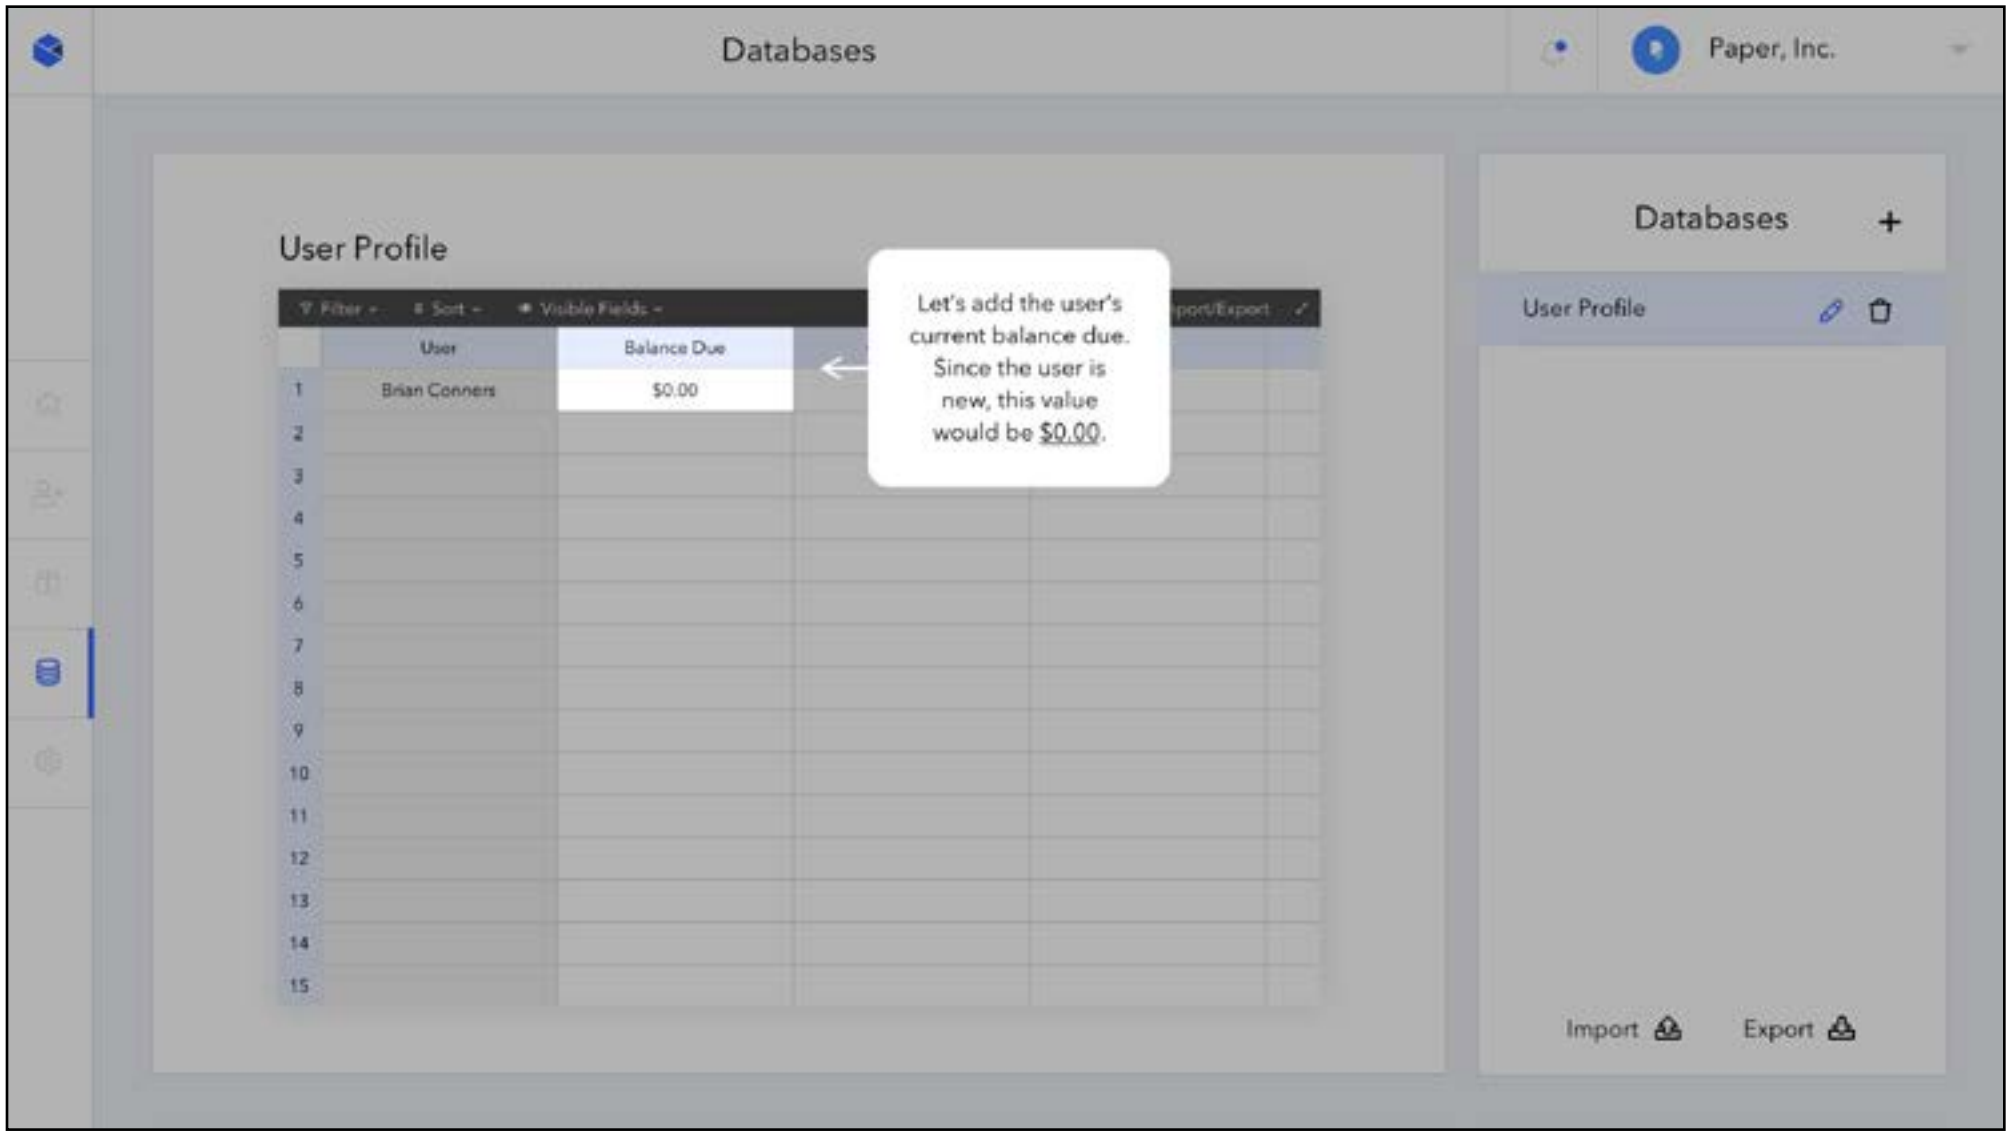 Databases
Paper, Inc.
User Profile
Filter
Sort
Visible Fields
port/Export
User
Balance Due
1
Brian Conners
$0.00
2
3
4
5
6
7
8
9
10
11
12
13
14
15
Let's add the user's
current balance due.
Since the user is
new, this value
would be $0.00.
Databases +
User Profile
Import
Export